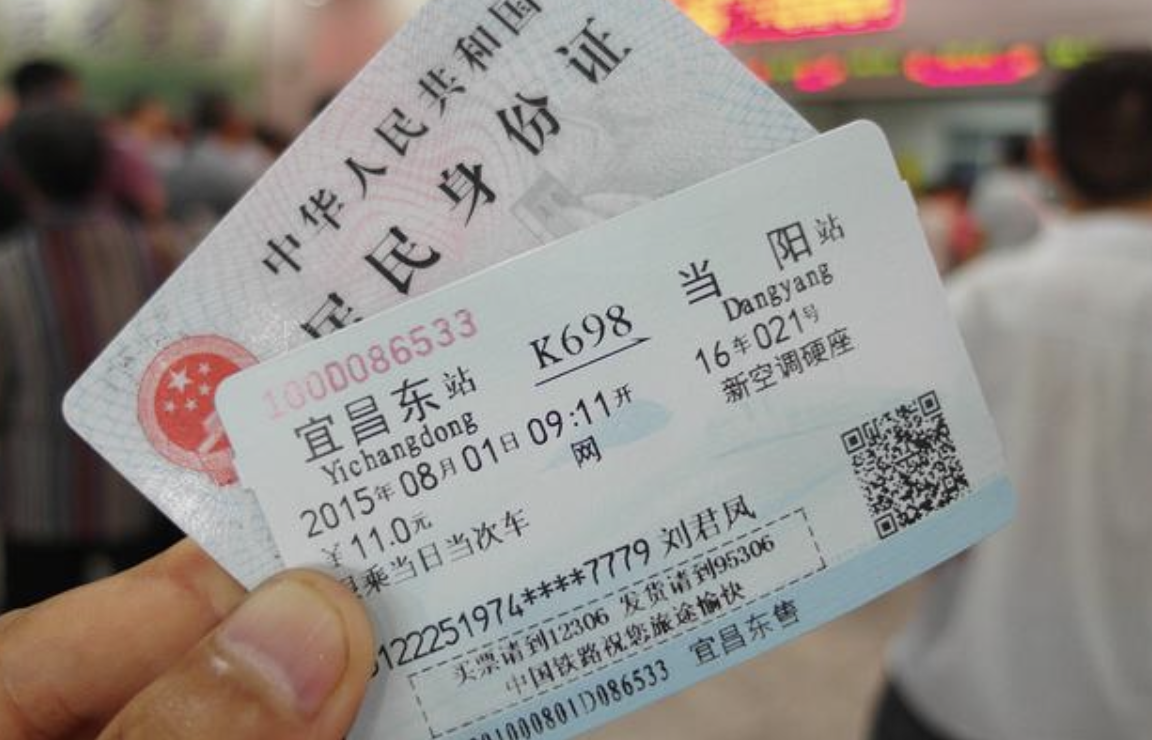 中华人民共和国
居民身份证
100D086533
宜昌东站
K698
当阳站
Yichangdong
Dangyang
2015年08月01日09:11开
16车021号
¥11.0元
网
新空调硬座
限乘当日当次车
122251974****7779 刘君凤
买票请到12306 发货请到95306
中国铁路祝您旅途愉快
01000801D086533 宜昌东售